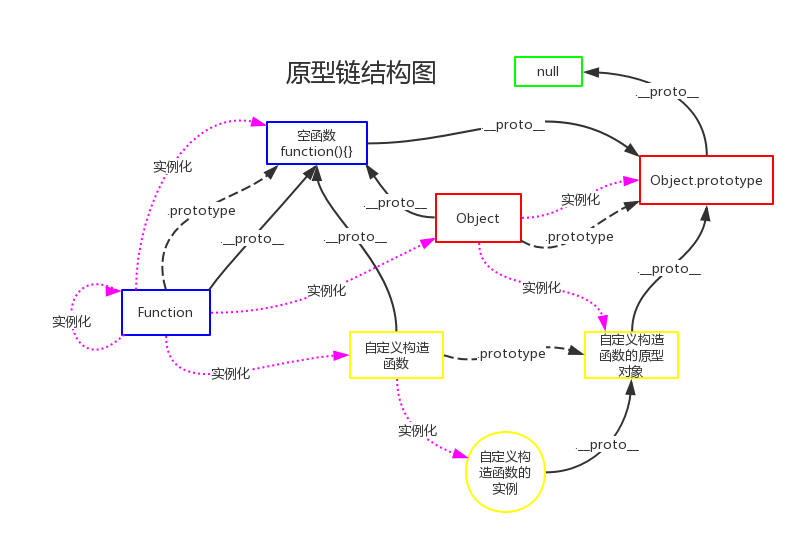 原型链结构图
null
.__proto__
空函数
function(){}
.__proto__
实例化
Object.prototype
实例化
.__proto__
.prototype
Object
.__proto__
.__proto__
.prototype
.__proto__
实例化
实例化
Function
实例化
自定义构造
函数
.prototype
自定义构造
函数的原型
对象
实例化
实例化
.__proto__
自定义构
造函数的
实例